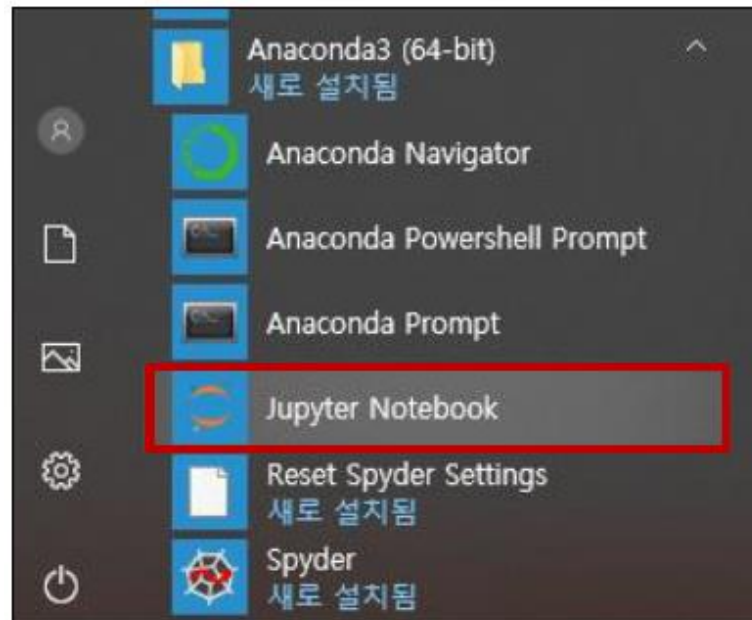 Anaconda3 (64-bit)
새로 설치됨
Anaconda Navigator
Anaconda Powershell Prompt
Anaconda Prompt
Jupyter Notebook
Reset Spyder Settings
새로 설치됨
Spyder
새로 설치됨